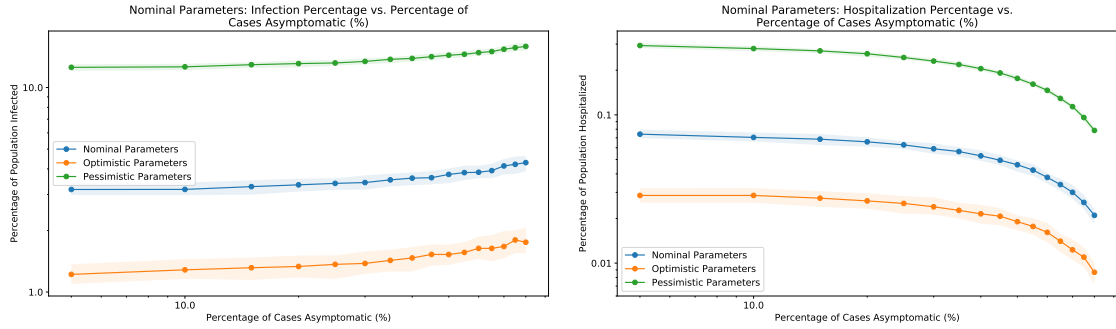 Nominal Parameters: Infection Percentage vs. Percentage of
Cases Asymptomatic (%)
Percentage of Population Infected
10.0
1.0
Nominal Parameters
Optimistic Parameters
Pessimistic Parameters
10.0
Percentage of Cases Asymptomatic (%)
Nominal Parameters: Hospitalization Percentage vs.
Percentage of Cases Asymptomatic (%)
Percentage of Population Hospitalized
0.1
0.01
Nominal Parameters
Optimistic Parameters
Pessimistic Parameters
10.0
Percentage of Cases Asymptomatic (%)